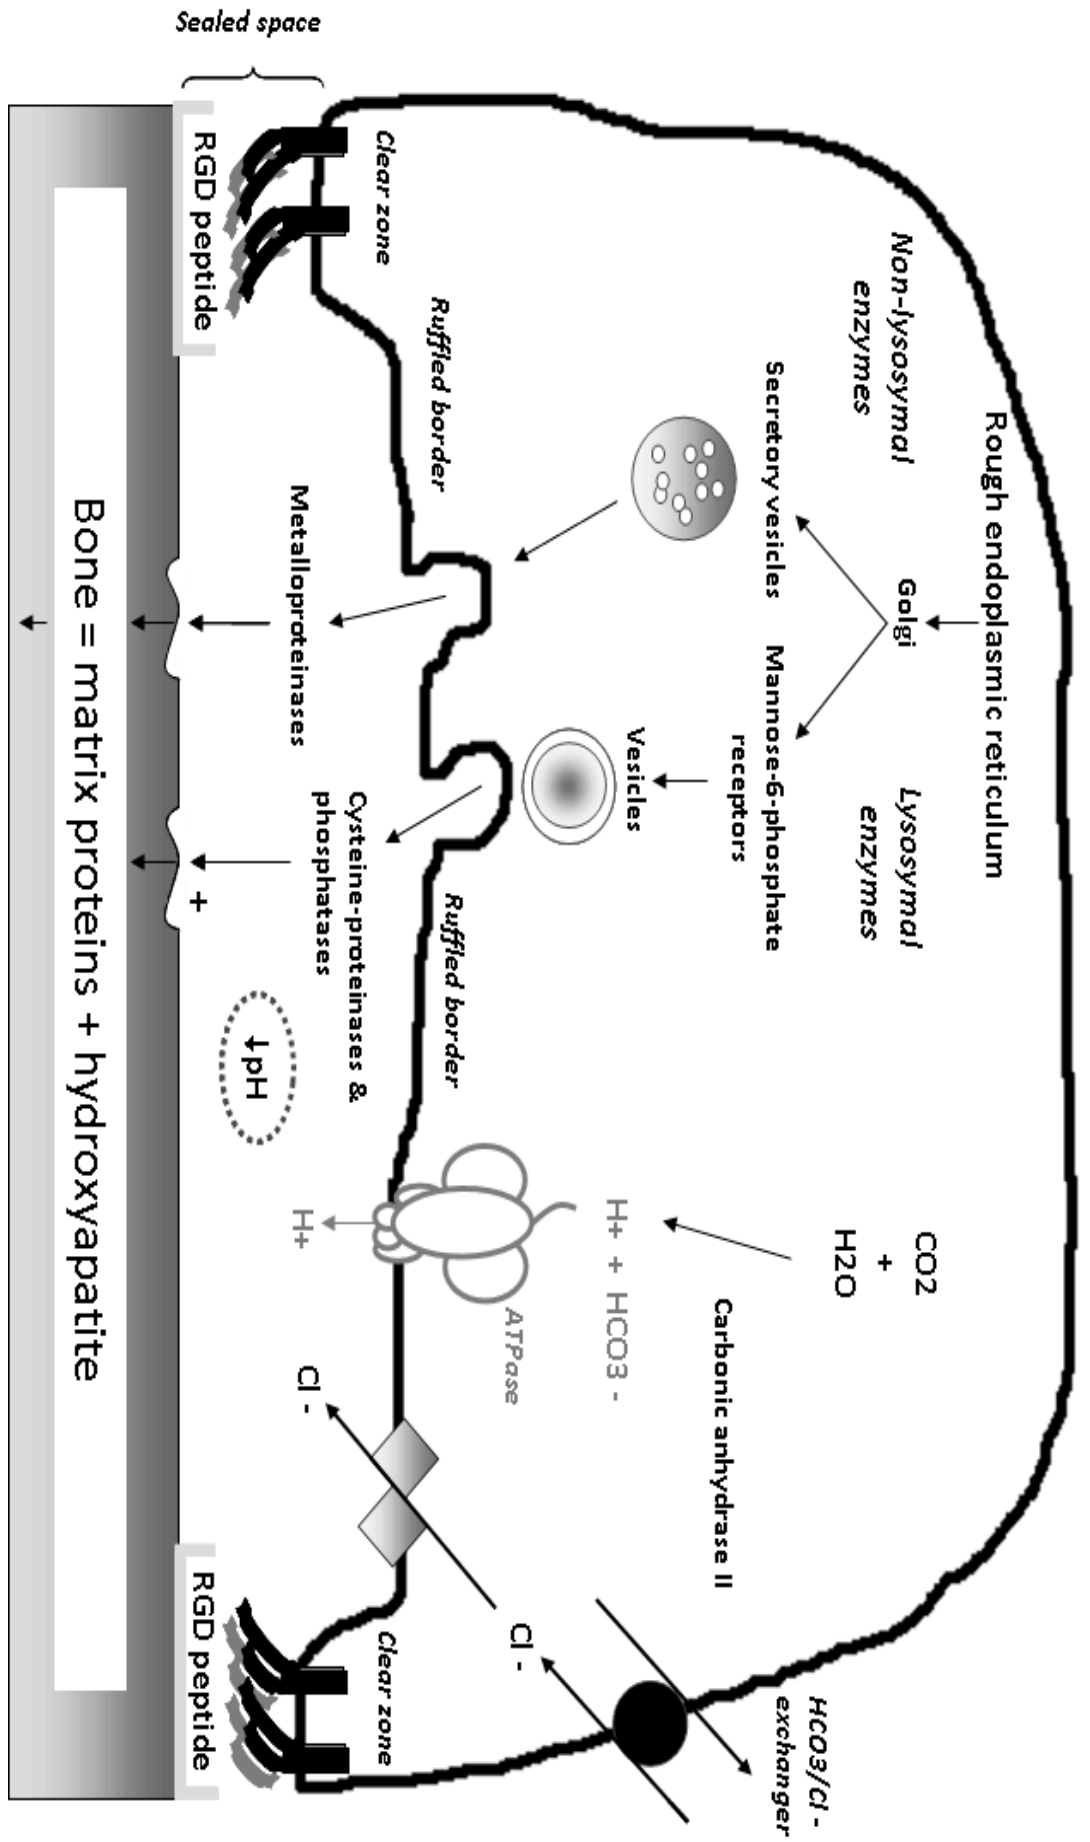 Rough endoplasmic reticulum
Non-lysosymal
enzymes
Golgi
Lysosymal
enzymes
CO2
+
H2O
Secretory vesicles
Mannose-6-phosphate
receptors
Vesicles
Carbonic anhydrase II
HCO3/Cl -
exchanger
H+ + HCO3 -
ATPase
Cl -
Ruffled border
Ruffled border
Clear zone
Clear zone
Metalloproteinases
Cysteine-proteinases &
phosphatases
H+
Cl -
↓pH
+
Sealed space
RGD peptide
RGD peptide
Bone = matrix proteins + hydroxyapatite